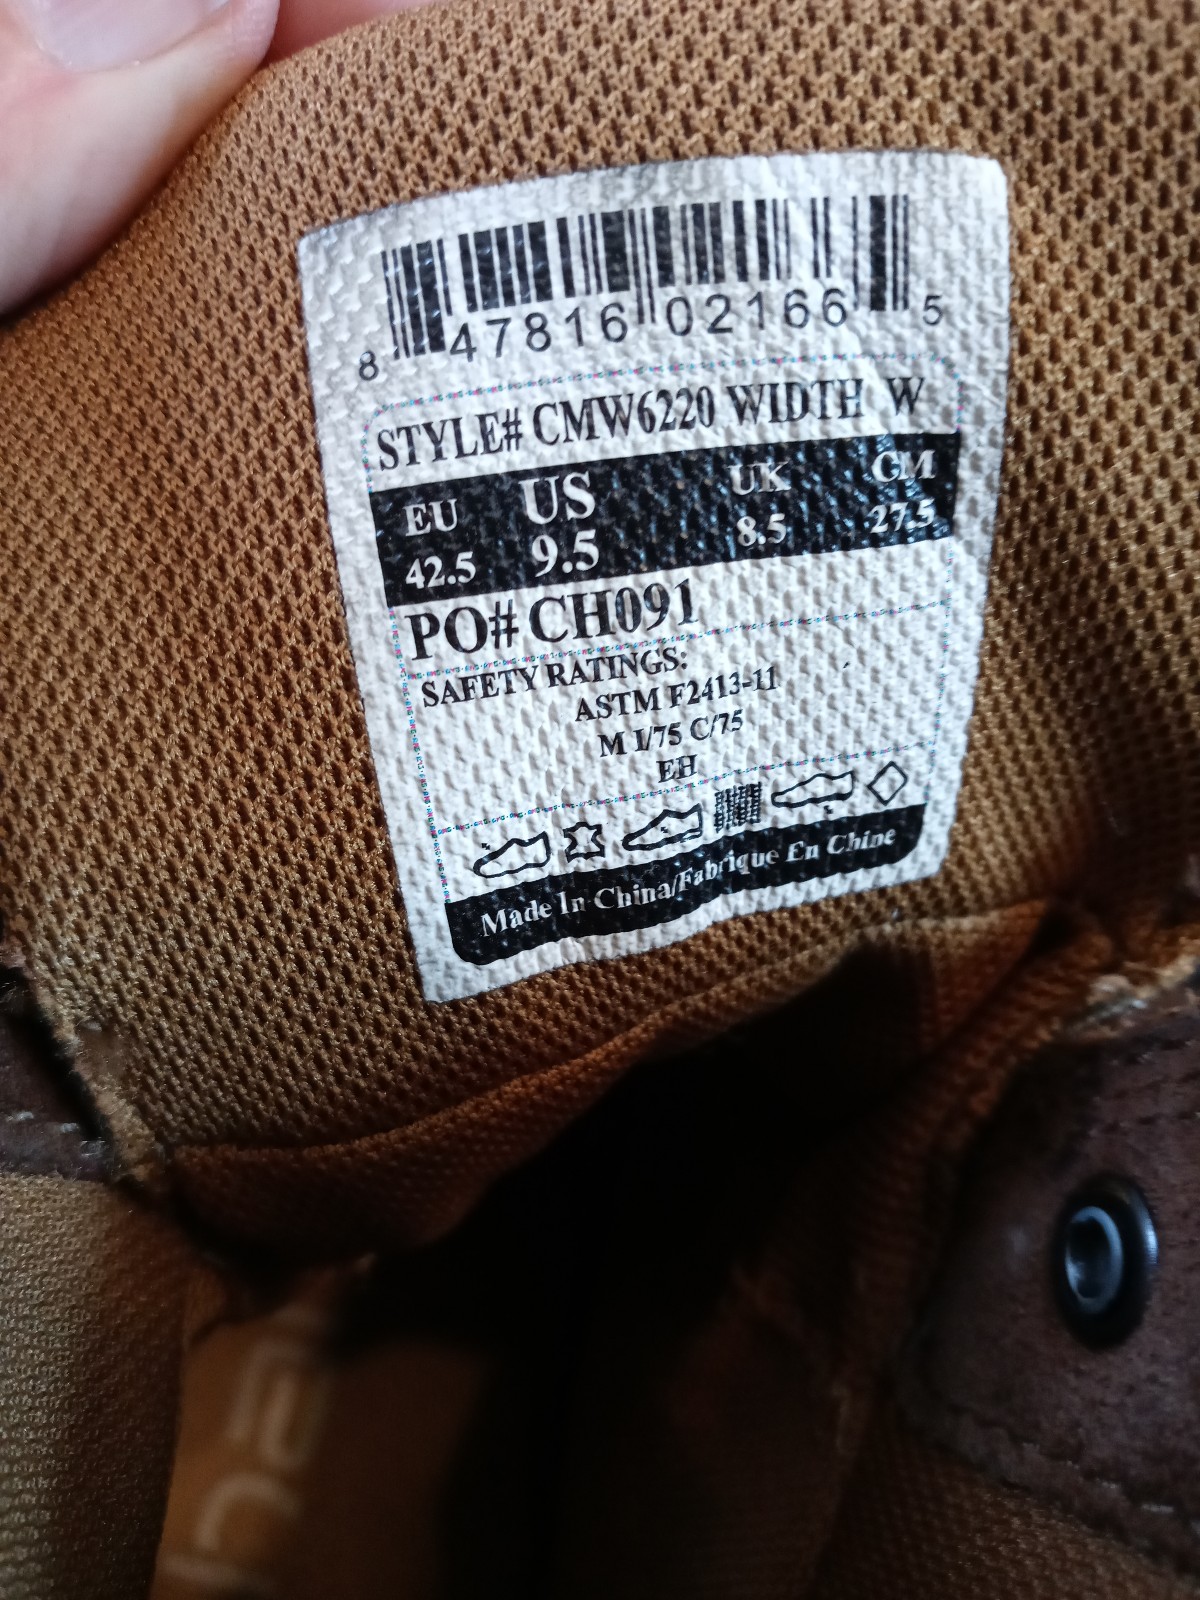 8 47816 02166 5
STYLE# CMW6220 WIDTH W
EU US UK CM
42.5 9.5 8.5 27.5
PO# CH091
SAFETY RATINGS:
ASTM F2413-11
M I/75 C/75
EH
Made In China/Fabrique En Chine